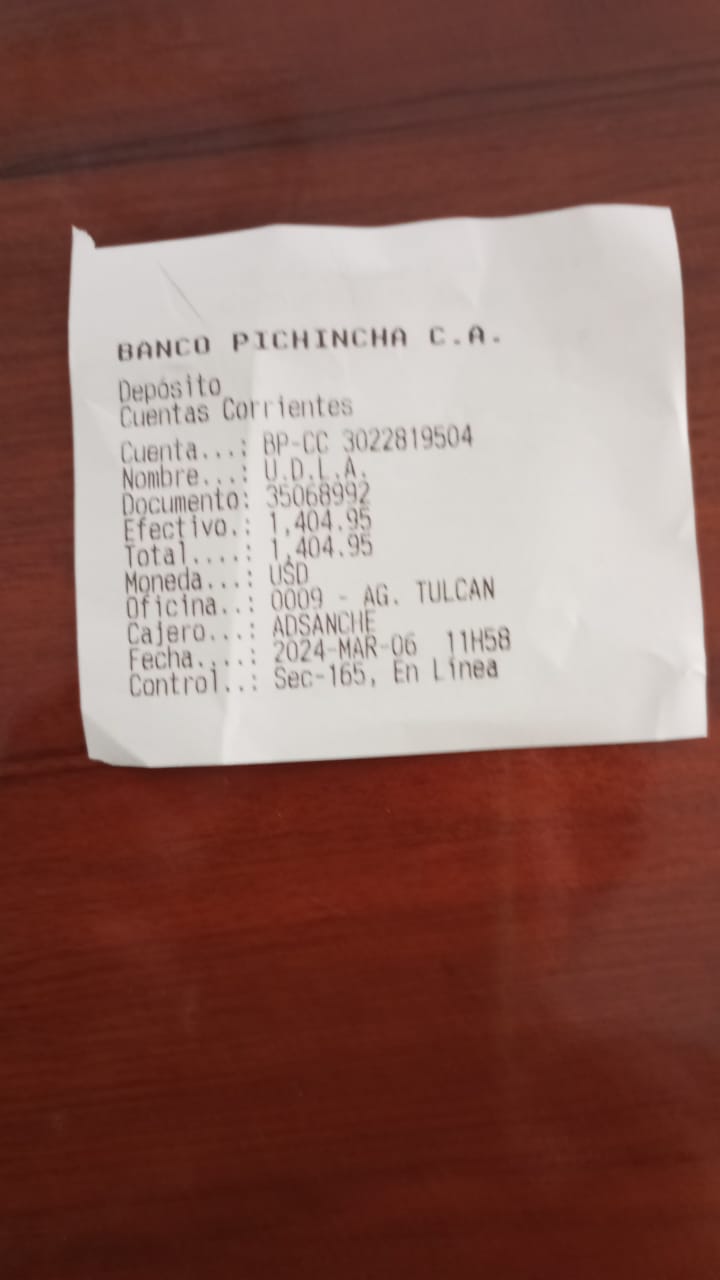 BANCO PICHINCHA C.A.
Depósito
Cuentas Corrientes
Cuenta...: BP-CC 3022819504
Nombre...: U.D.L.A.
Documento: 35068992
Efectivo.: 1,404.95
Total....: 1,404.95
Moneda...: USD
Oficina..: 0009 - AG. TULCAN
Cajero...: ADSANCHE
Fecha....: 2024-MAR-06 11H58
Control..: Sec-165, En Línea